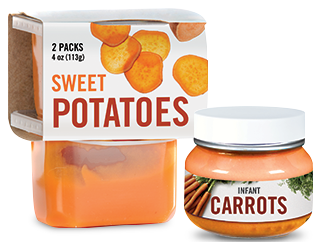 2 PACKS
4 oz (113g)
SWEET
POTATOES
INFANT
CARROTS